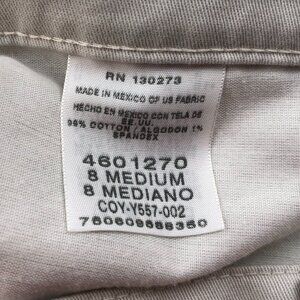 RN 130273
MADE IN MEXICO OF US FABRIC
HECHO EN MEXICO CON TELA DE
EE.UU.
99% COTTON / ALGODON 1%
SPANDEX
4601270
8 MEDIUM
8 MEDIANO
COY-Y557-002